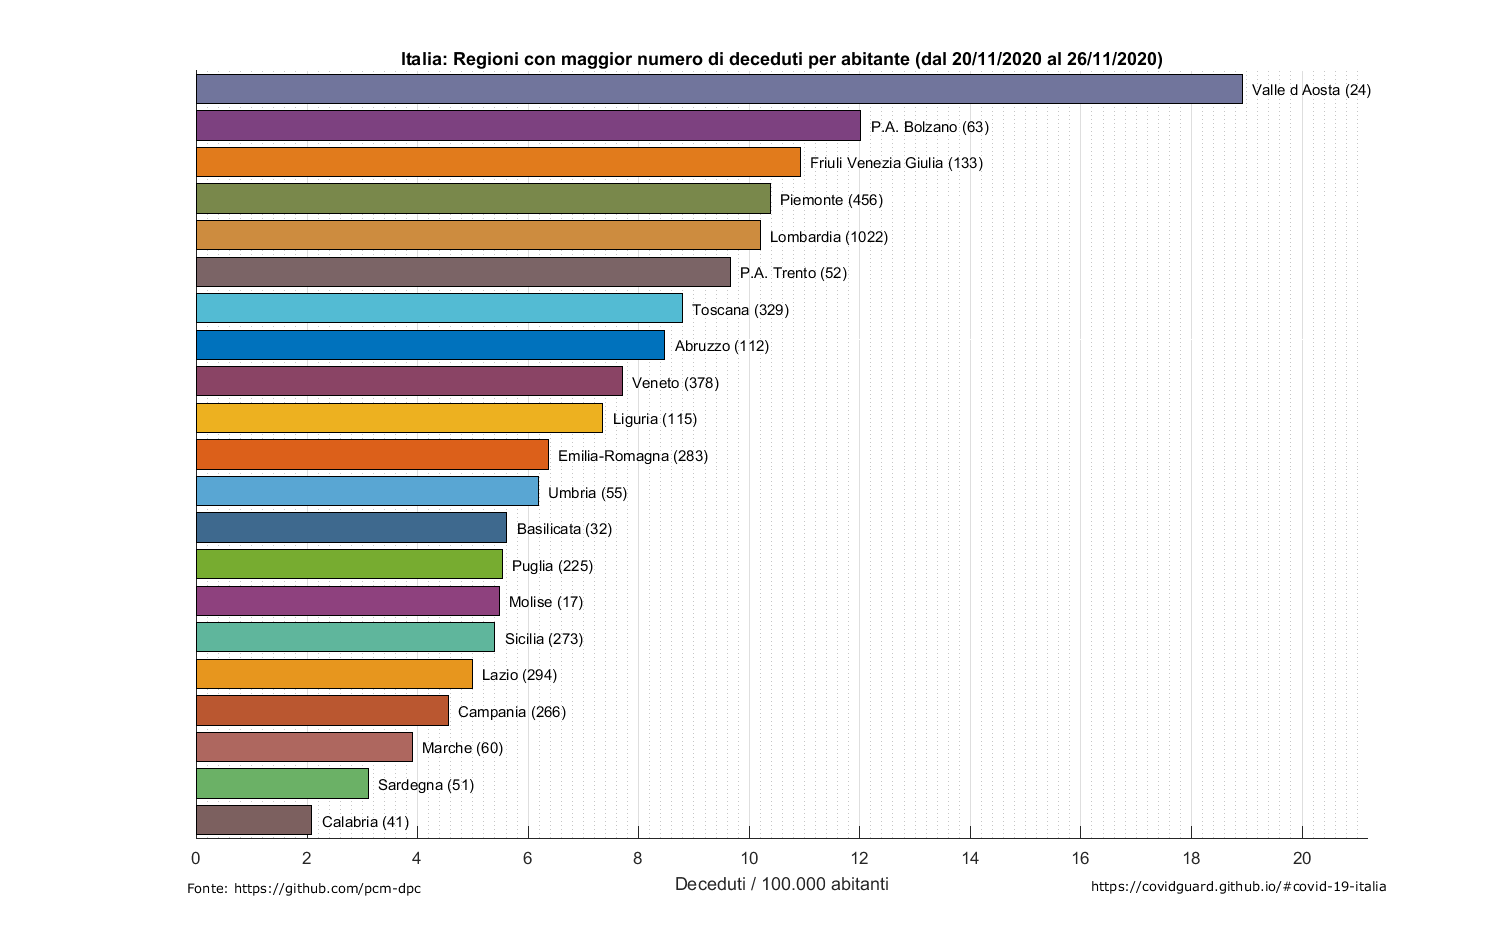 Italia: Regioni con maggior numero di deceduti per abitante (dal 20/11/2020 al 26/11/2020)
Valle d Aosta (24)
P.A. Bolzano (63)
Friuli Venezia Giulia (133)
Piemonte (456)
Lombardia (1022)
P.A. Trento (52)
Toscana (329)
Abruzzo (112)
Veneto (378)
Liguria (115)
Emilia-Romagna (283)
Umbria (55)
Basilicata (32)
Puglia (225)
Molise (17)
Sicilia (273)
Lazio (294)
Campania (266)
Marche (60)
Sardegna (51)
Calabria (41)
0 2 4 6 8 10 12 14 16 18 20
Deceduti / 100.000 abitanti
Fonte: https://github.com/pcm-dpc
https://covidguard.github.io/#covid-19-italia